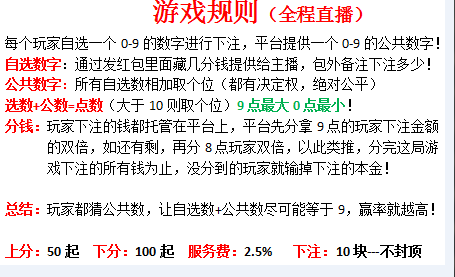 游戏规则（全程直播）
每个玩家自选一个 0-9 的数字进行下注，平台提供一个 0-9 的公共数字！
自选数字：通过发红包里面藏几分钱提供给主播，包外备注下注多少！
公共数字：所有自选数字相加取个位（都有决定权，绝对公平）
选数+公数=点数（大于 10 则取个位）9 点最大 0 点最小！
分钱：玩家下注的钱都托管在平台上，平台先分拿 9 点的玩家下注金额
的双倍，如还有剩，再分 8 点玩家双倍，以此类推，分完这局游
戏下注的所有钱为止，没分到的玩家就输掉下注的本金！
总结：玩家都猜公共数，让自选数+公共数尽可能等于 9，赢率就越高！
上分：50 起 下分：100 起 服务费：2.5% 下注：10 块---不封顶